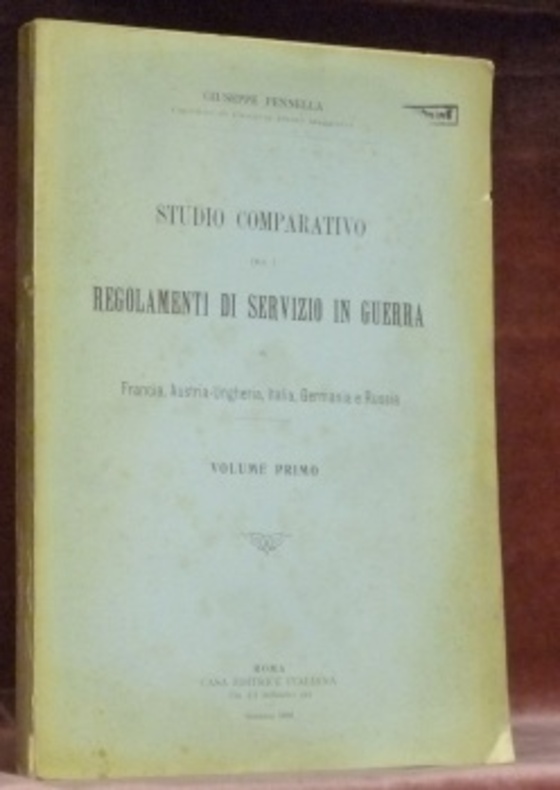 GIUSEPPE PENNELLA
STUDIO COMPARATIVO
REGOLAMENTI DI SERVIZIO IN GUERRA
Francia, Austria-Ungheria, Italia, Germania e Russia
VOLUME PRIMO
ROMA
CASA EDITRICE ITALIANA